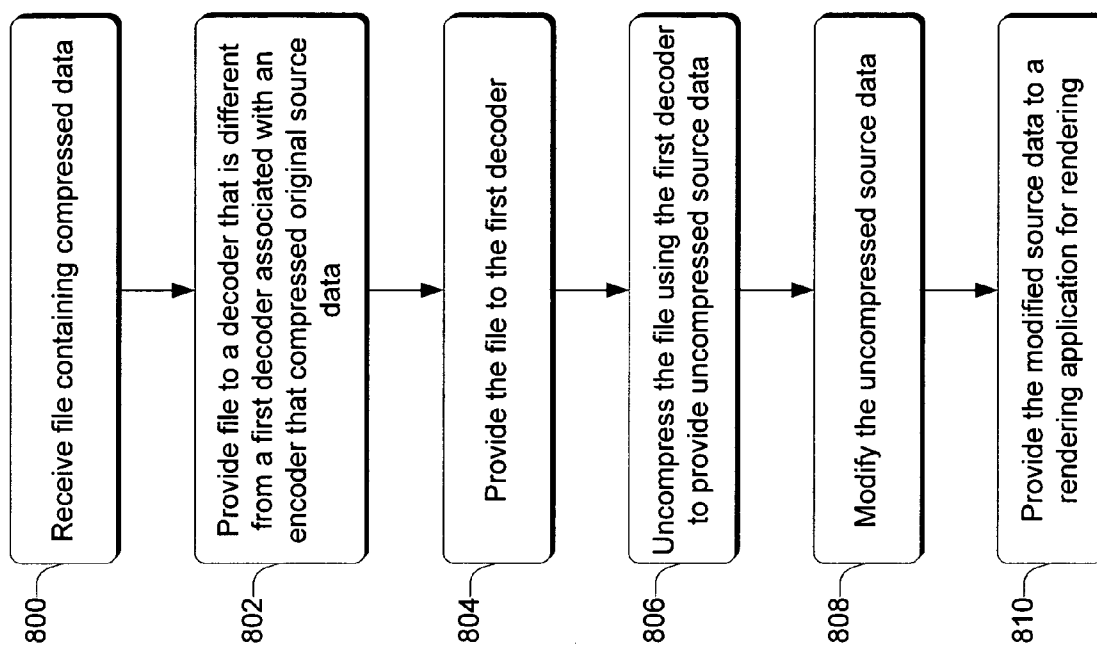 800
Receive file containing compressed data
802
Provide file to a decoder that is different
from a first decoder associated with an
encoder that compressed original source
data
804
Provide the file to the first decoder
806
Uncompress the file using the first decoder
to provide uncompressed source data
808
Modify the uncompressed source data
810
Provide the modified source data to a
rendering application for rendering